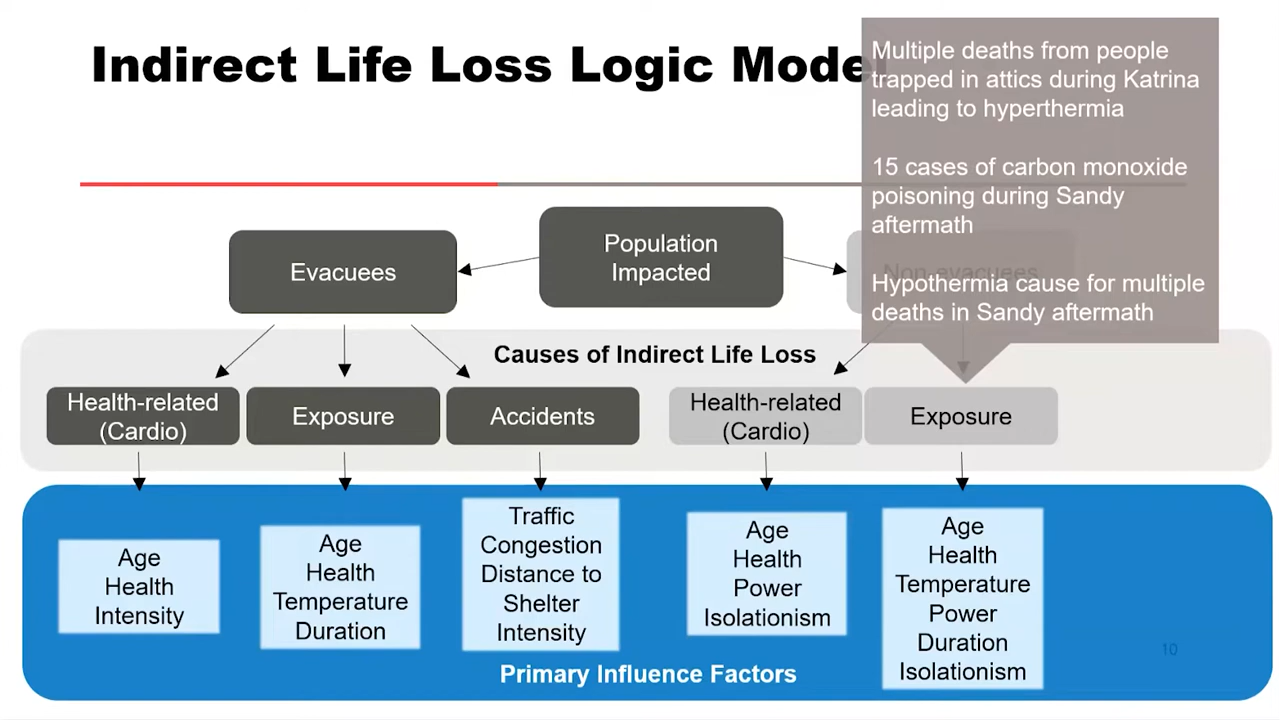 Indirect Life Loss Logic Mode
Multiple deaths from people
trapped in attics during Katrina
leading to hyperthermia
15 cases of carbon monoxide
poisoning during Sandy
aftermath
Hypothermia cause for multiple
deaths in Sandy aftermath
Population
Impacted
Evacuees
Non-evacuees
Causes of Indirect Life Loss
Health-related
(Cardio)
Exposure
Accidents
Health-related
(Cardio)
Exposure
Age
Health
Intensity
Age
Health
Temperature
Duration
Traffic
Congestion
Distance to
Shelter
Intensity
Age
Health
Power
Isolationism
Age
Health
Temperature
Power
Duration
Isolationism
Primary Influence Factors
10